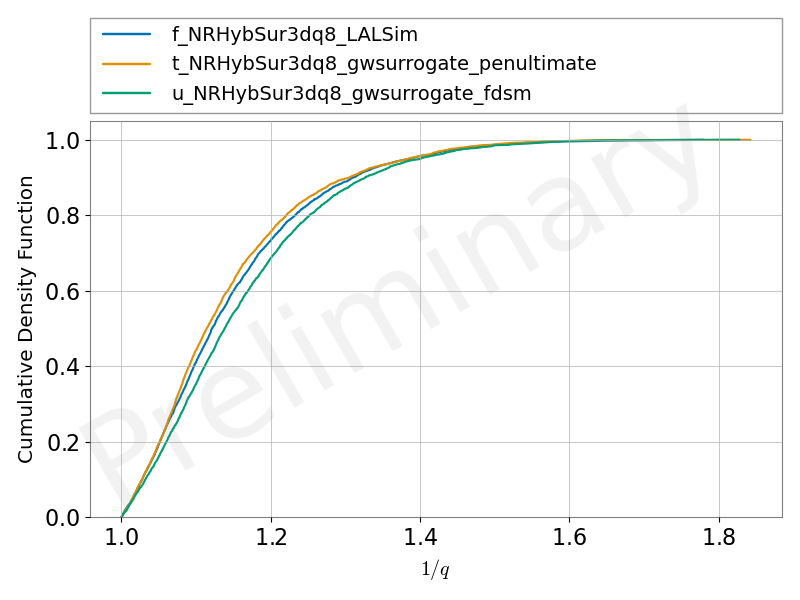 f_NRHybSur3dq8_LALSim
t_NRHybSur3dq8_gwsurrogate_penultimate
u_NRHybSur3dq8_gwsurrogate_fdsm
1.0
0.8
0.6
0.4
0.2
0.0
Cumulative Density Function
Preliminary
1.0 1.2 1.4 1.6 1.8
1/q